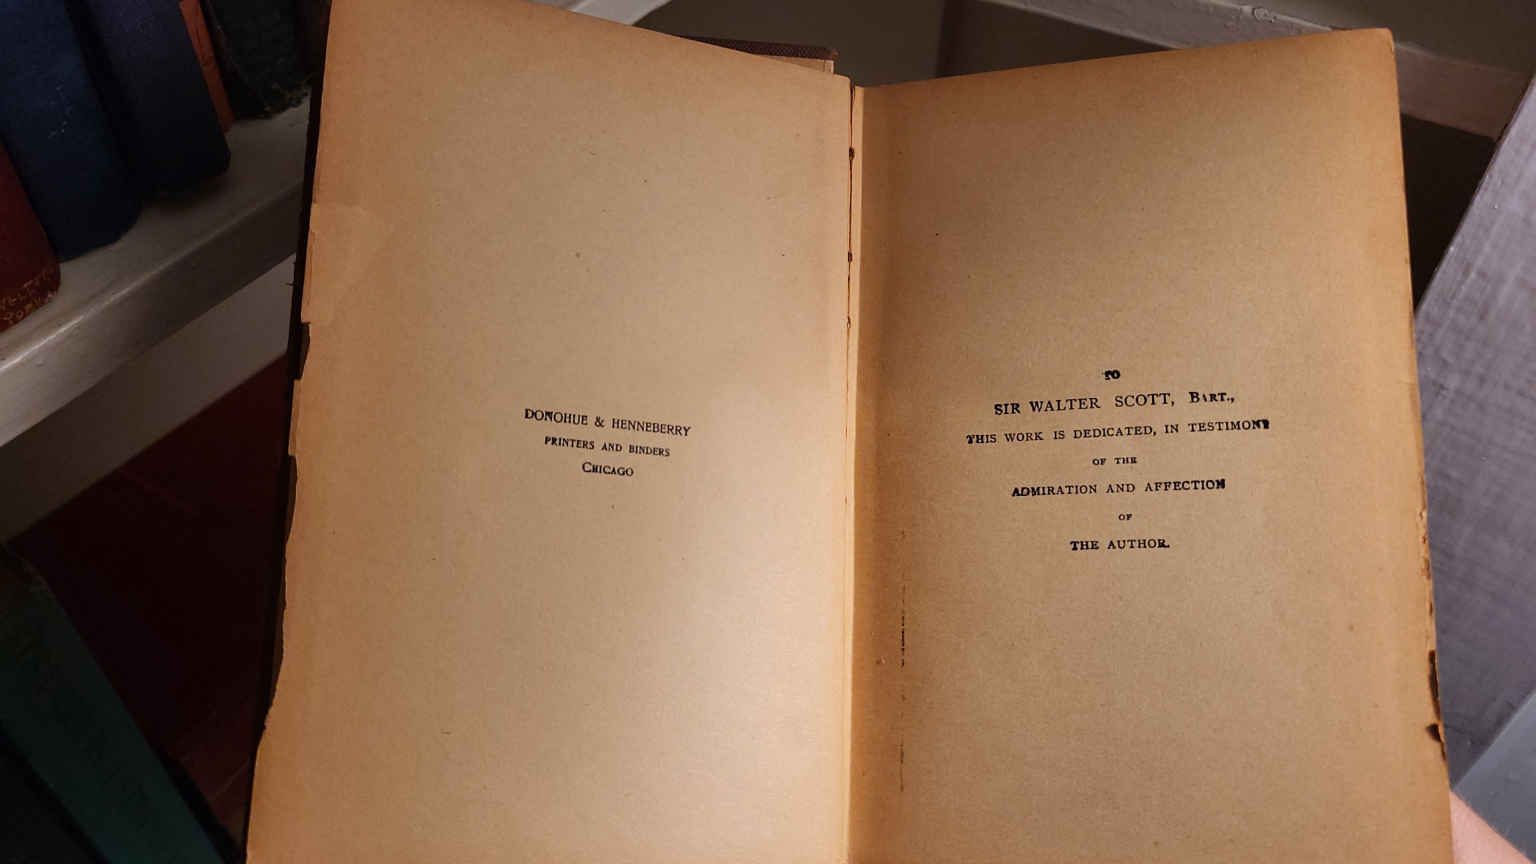 DONOHUE & HENNEBERRY
PRINTERS AND BINDERS
CHICAGO
TO
SIR WALTER SCOTT, BART.,
THIS WORK IS DEDICATED, IN TESTIMONY
OF THE
ADMIRATION AND AFFECTION
OF
THE AUTHOR.